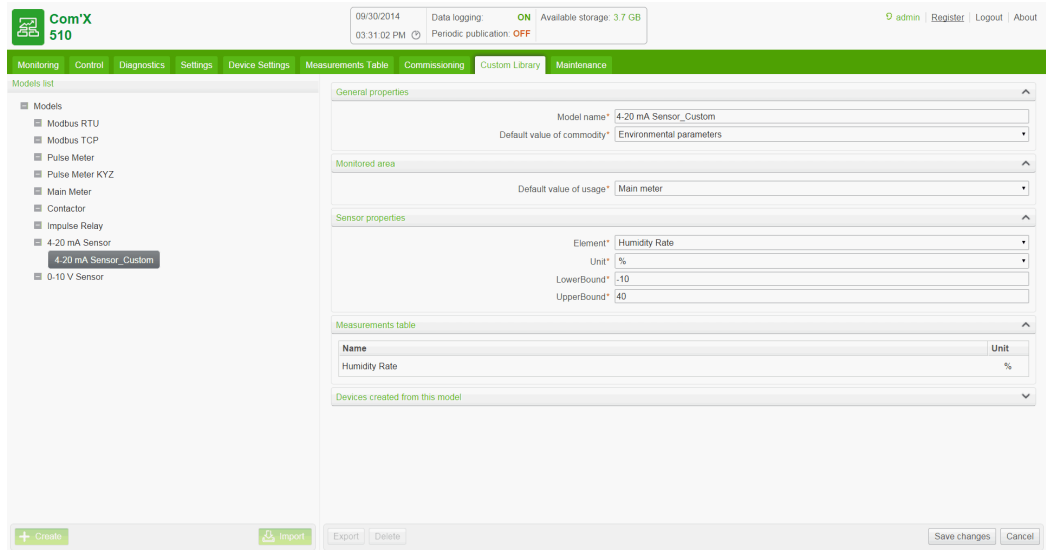 Com'X
510
09/30/2014
03:31:02 PM
Data logging: ON
Periodic publication: OFF
Available storage: 3.7 GB
admin Register Logout About
Monitoring Control Diagnostics Settings Device Settings Measurements Table Commissioning Custom Library Maintenance
Models list
Models
Modbus RTU
Modbus TCP
Pulse Meter
Pulse Meter KYZ
Main Meter
Contactor
Impulse Relay
4-20 mA Sensor
4-20 mA Sensor_Custom
0-10 V Sensor
Create Import
General properties
Model name* 4-20 mA Sensor_Custom
Default value of commodity* Environmental parameters
Monitored area
Default value of usage* Main meter
Sensor properties
Element* Humidity Rate
Unit* %
LowerBound* -10
UpperBound* 40
Measurements table
Name Unit
Humidity Rate %
Devices created from this model
Export Delete Save changes Cancel